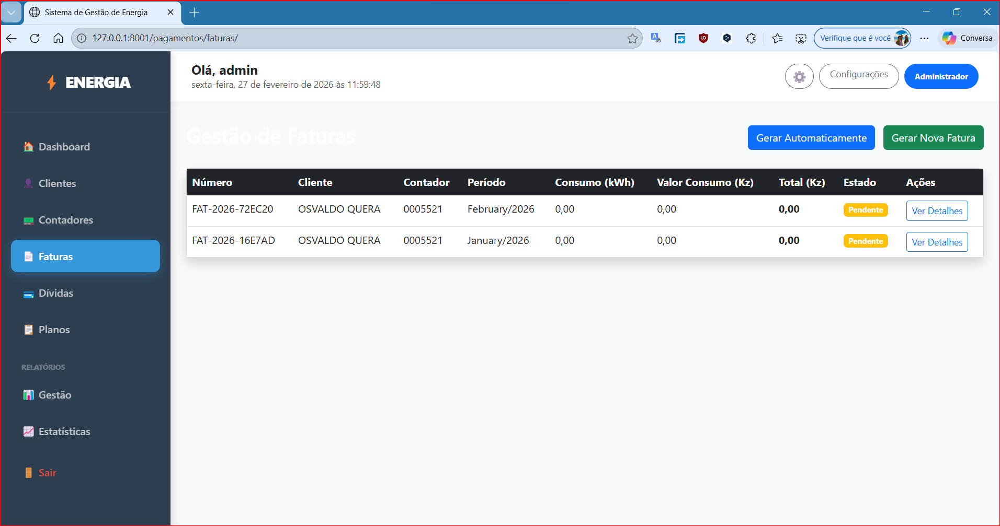 Sistema de Gestão de Energia
127.0.0.1:8001/pagamentos/faturas/
Verifique que é você
Conversa
ENERGIA
Dashboard
Clientes
Contadores
Faturas
Dívidas
Planos
RELATÓRIOS
Gestão
Estatísticas
Sair
Olá, admin
sexta-feira, 27 de fevereiro de 2026 às 11:59:48
Configurações
Administrador
Gestão de Faturas
Gerar Automaticamente
Gerar Nova Fatura
Número Cliente Contador Período Consumo (kWh) Valor Consumo (Kz) Total (Kz) Estado Ações
FAT-2026-72EC20 OSVALDO QUERA 0005521 February/2026 0,00 0,00 0,00 Pendente Ver Detalhes
FAT-2026-16E7AD OSVALDO QUERA 0005521 January/2026 0,00 0,00 0,00 Pendente Ver Detalhes